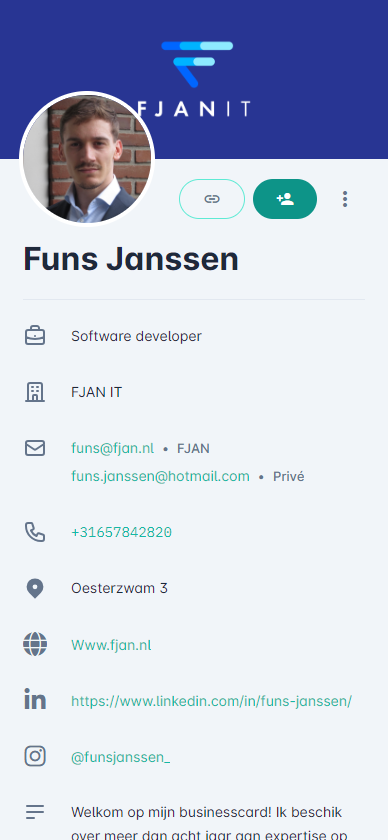 FJANIT
Funs Janssen
Software developer
FJAN IT
funs@fjan.nl • FJAN
funs.janssen@hotmail.com • Privé
+31657842820
Oesterzwam 3
Www.fjan.nl
https://www.linkedin.com/in/funs-janssen/
@funsjanssen_
Welkom op mijn businesscard! Ik beschik
over meer dan acht jaar aan expertise op